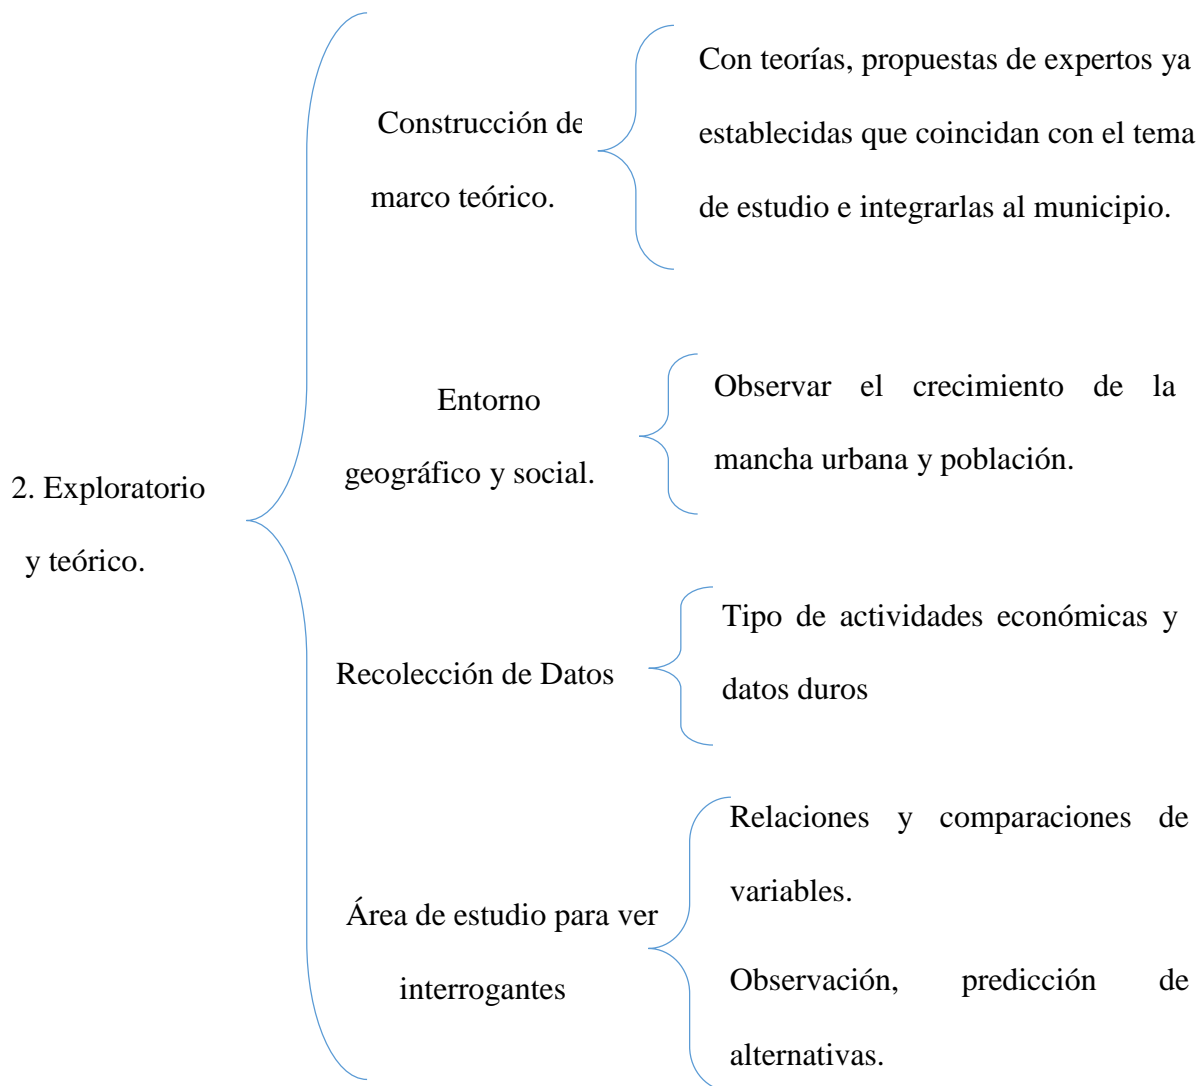 2. Exploratorio
y teórico.
Construcción de
marco teórico.
Con teorías, propuestas de expertos ya
establecidas que coincidan con el tema
de estudio e integrarlas al municipio.
Entorno
geográfico y social.
Observar el crecimiento de la
mancha urbana y población.
Recolección de Datos
Tipo de actividades económicas y
datos duros
Área de estudio para ver
interrogantes
Relaciones y comparaciones de
variables.
Observación, predicción de
alternativas.